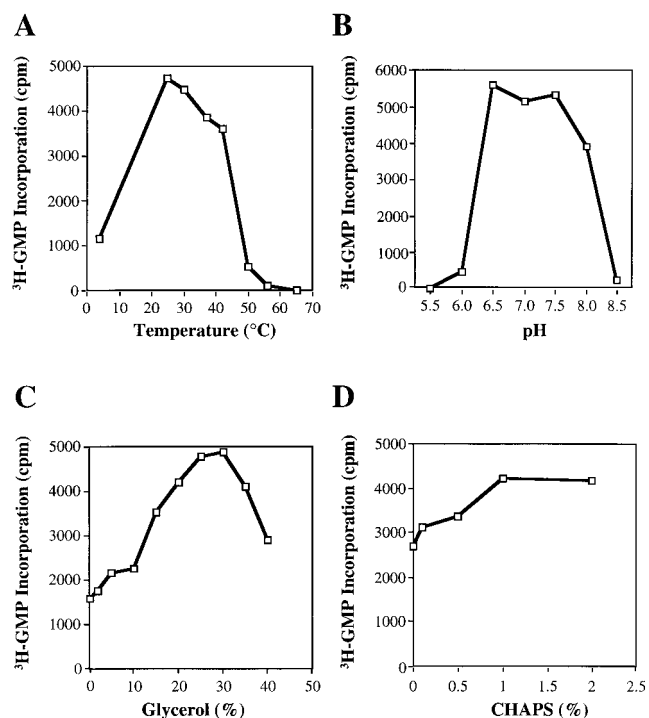 A
³H-GMP Incorporation (cpm)
5000
4000
3000
2000
1000
0
0 10 20 30 40 50 60 70
Temperature (°C)
B
³H-GMP Incorporation (cpm)
6000
5000
4000
3000
2000
1000
0
5.5 6.0 6.5 7.0 7.5 8.0 8.5
pH
C
³H-GMP Incorporation (cpm)
5000
4000
3000
2000
1000
0
0 10 20 30 40 50
Glycerol (%)
D
³H-GMP Incorporation (cpm)
5000
4000
3000
2000
1000
0
0 0.5 1 1.5 2 2.5
CHAPS (%)